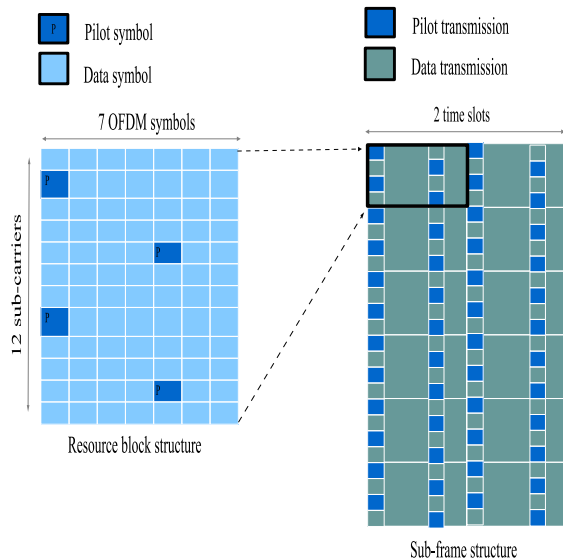 P
Pilot symbol
Data symbol
Pilot transmission
Data transmission
7 OFDM symbols
2 time slots
12 sub-carriers
P
P
P
P
Resource block structure
Sub-frame structure